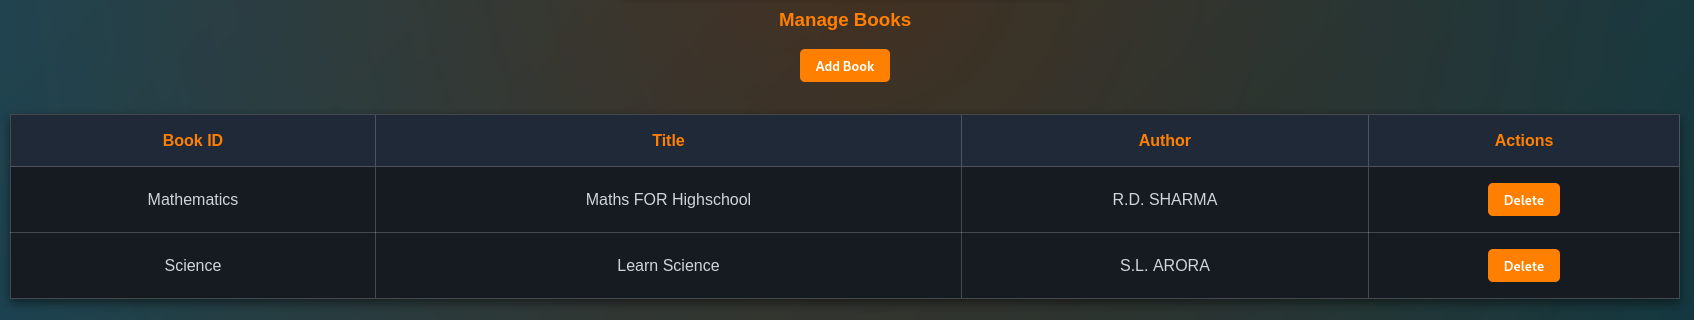 Manage Books
Add Book
Book ID Title Author Actions
Mathematics Maths FOR Highschool R.D. SHARMA Delete
Science Learn Science S.L. ARORA Delete